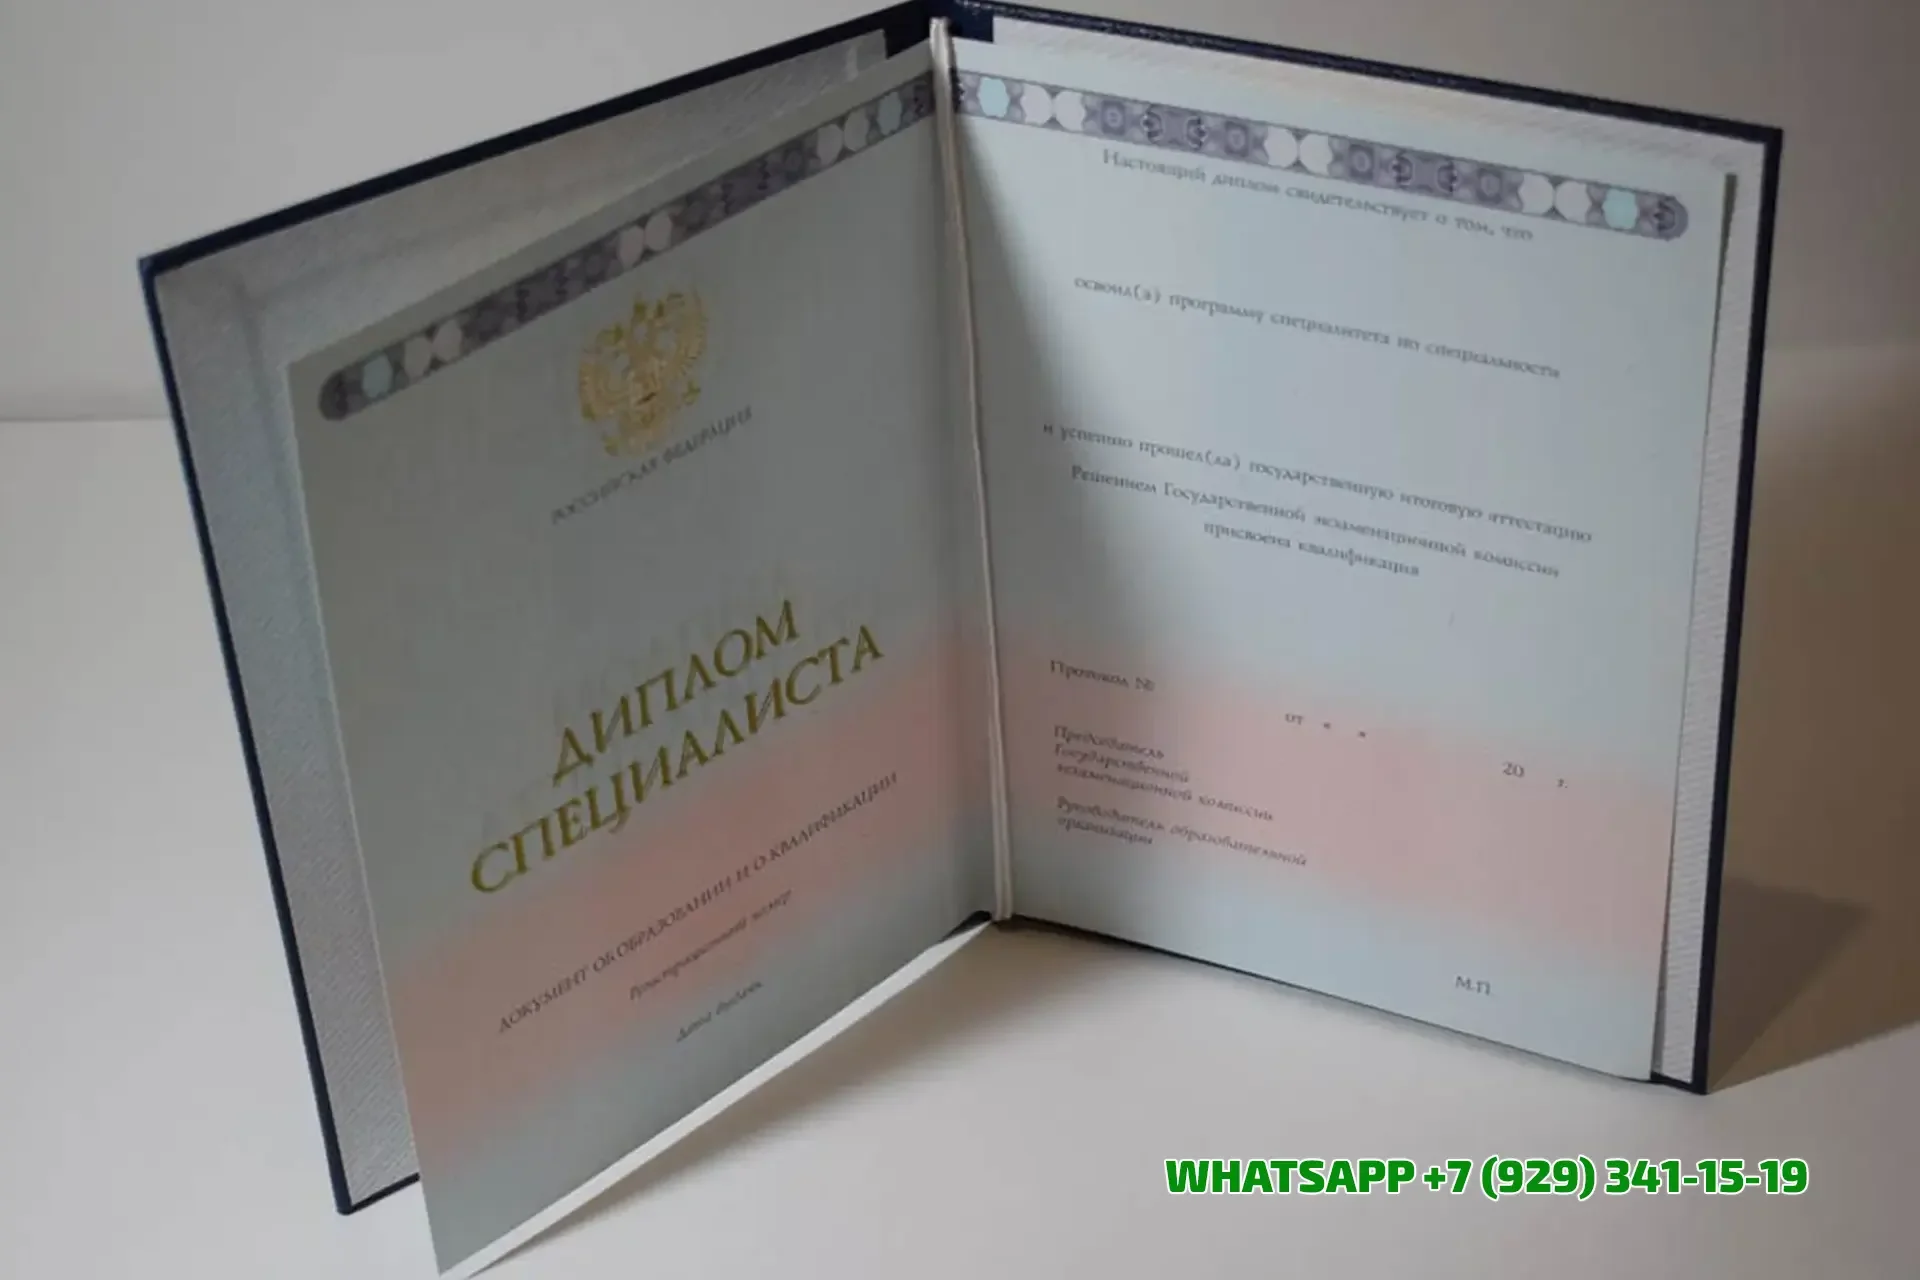 РОССИЙСКАЯ ФЕДЕРАЦИЯ
ДИПЛОМ
СПЕЦИАЛИСТА
ДОКУМЕНТ ОБ ОБРАЗОВАНИИ И О КВАЛИФИКАЦИИ
Регистрационный номер
Дата выдачи
Настоящий диплом свидетельствует о том, что
освоил(а) программу специалитета по специальности
и успешно прошел(ла) государственную итоговую аттестацию
Решением Государственной экзаменационной комиссии
присвоена квалификация
Протокол №
от « »
20 г.
Председатель
Государственной
экзаменационной комиссии
Руководитель образовательной
организации
М.П.
WHATSAPP +7 (929) 341-15-19